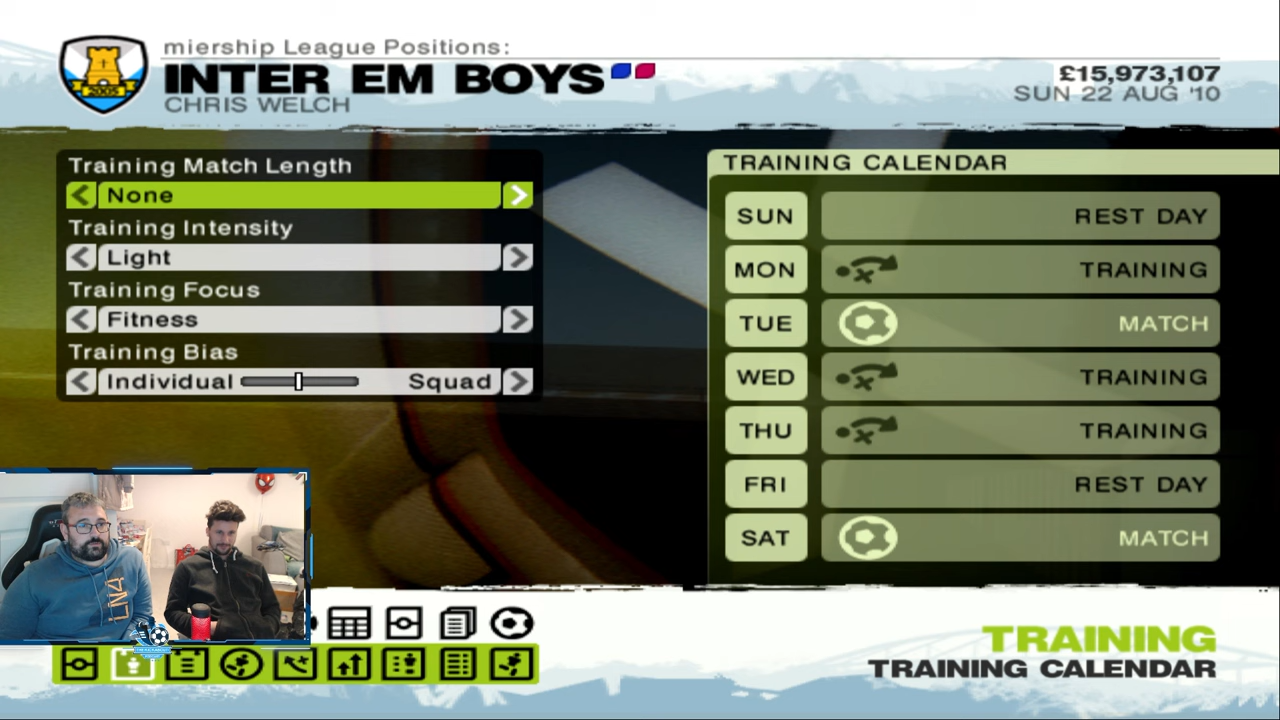 miership League Positions:
INTER EM BOYS
CHRIS WELCH
£15,973,107
SUN 22 AUG '10
Training Match Length
None
Training Intensity
Light
Training Focus
Fitness
Training Bias
Individual Squad
TRAINING CALENDAR
SUN REST DAY
MON TRAINING
TUE MATCH
WED TRAINING
THU TRAINING
FRI REST DAY
SAT MATCH
TRAINING
TRAINING CALENDAR
2005
LN4